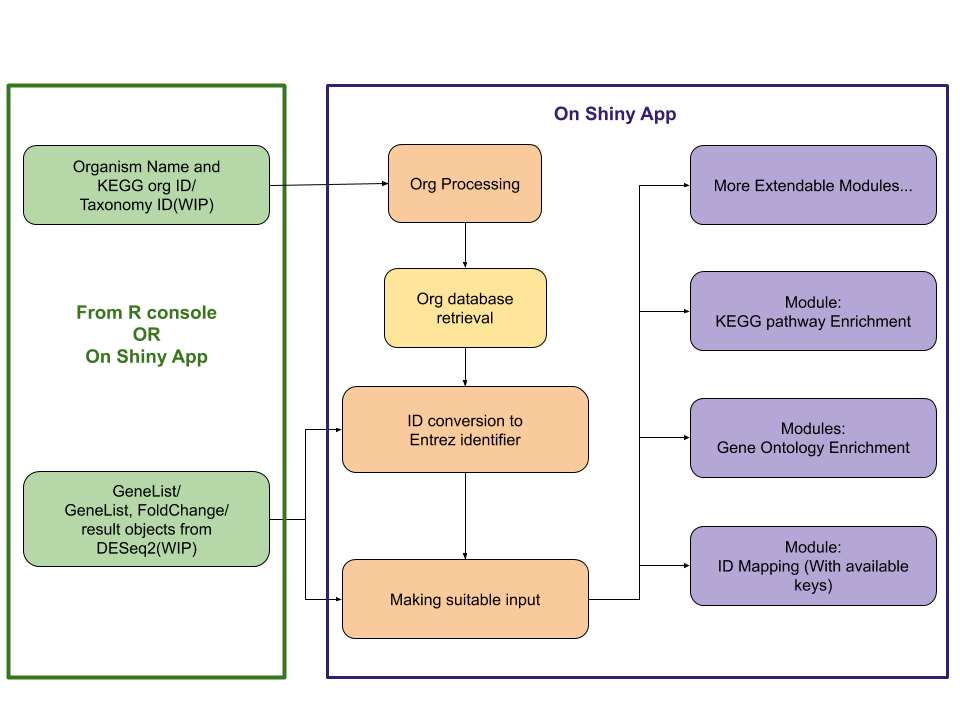 On Shiny App
Organism Name and
KEGG org ID/
Taxonomy ID(WIP)
Org Processing
More Extendable Modules...
Org database
retrieval
Module:
KEGG pathway Enrichment
From R console
OR
On Shiny App
ID conversion to
Entrez identifier
Modules:
Gene Ontology Enrichment
GeneList/
GeneList, FoldChange/
result objects from
DESeq2(WIP)
Making suitable input
Module:
ID Mapping (With available
keys)